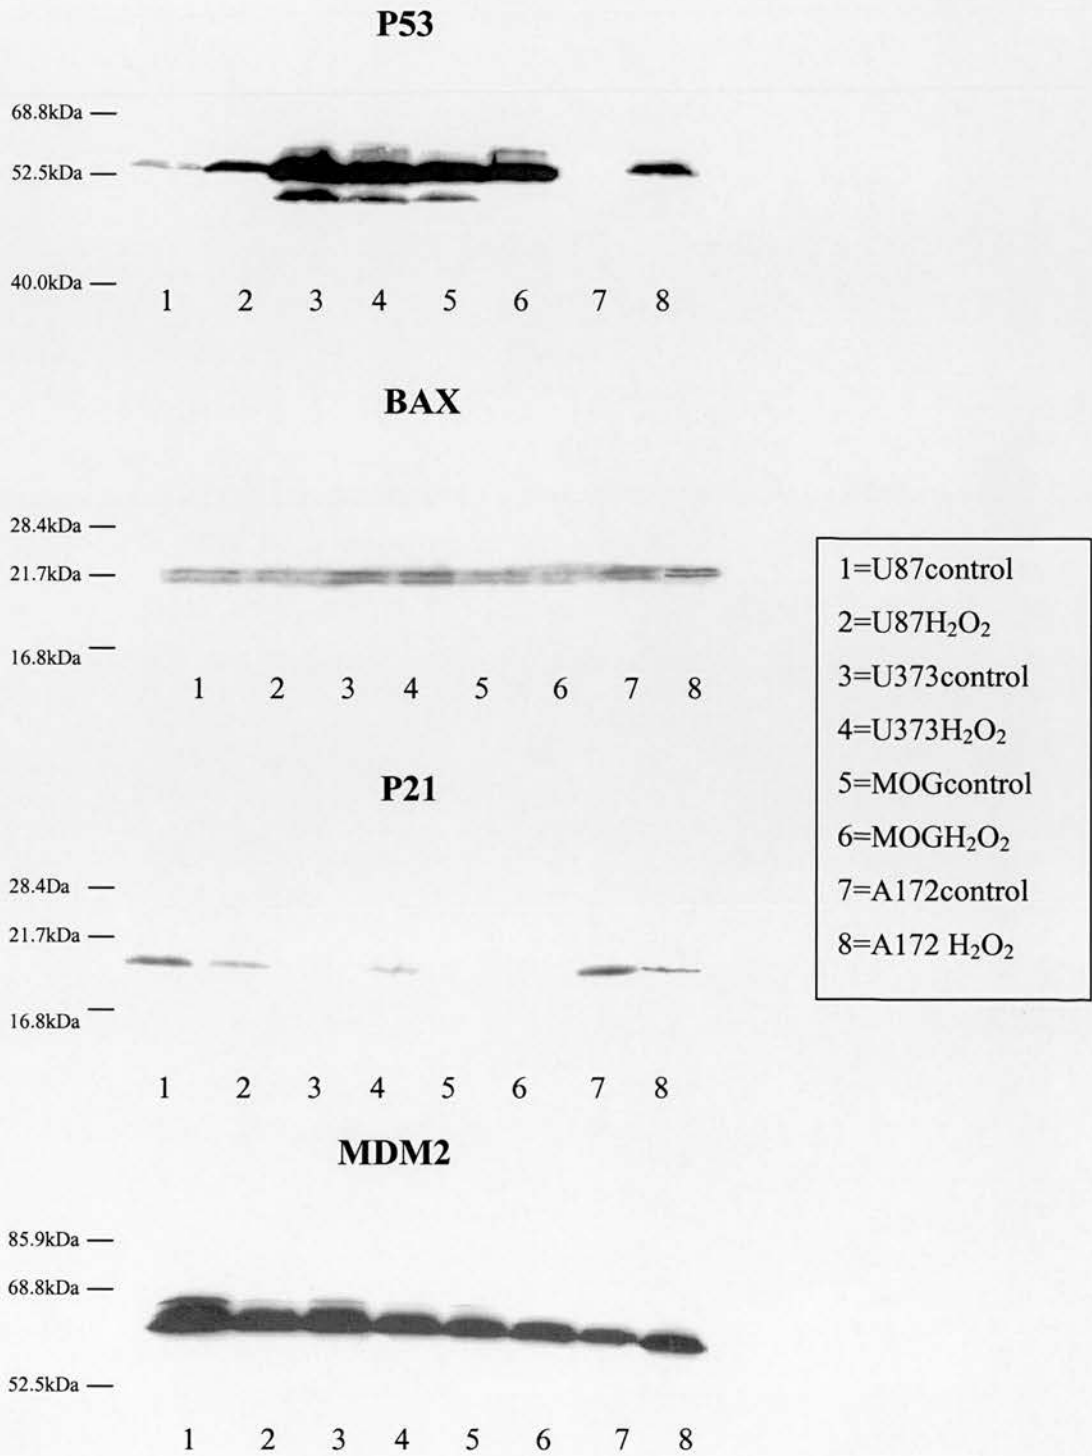 P53
68.8kDa
52.5kDa
40.0kDa
1 2 3 4 5 6 7 8
BAX
28.4kDa
21.7kDa
16.8kDa
1 2 3 4 5 6 7 8
P21
28.4Da
21.7kDa
16.8kDa
1 2 3 4 5 6 7 8
MDM2
85.9kDa
68.8kDa
52.5kDa
1 2 3 4 5 6 7 8
1=U87control
2=U87H₂O₂
3=U373control
4=U373H₂O₂
5=MOGcontrol
6=MOGH₂O₂
7=A172control
8=A172 H₂O₂